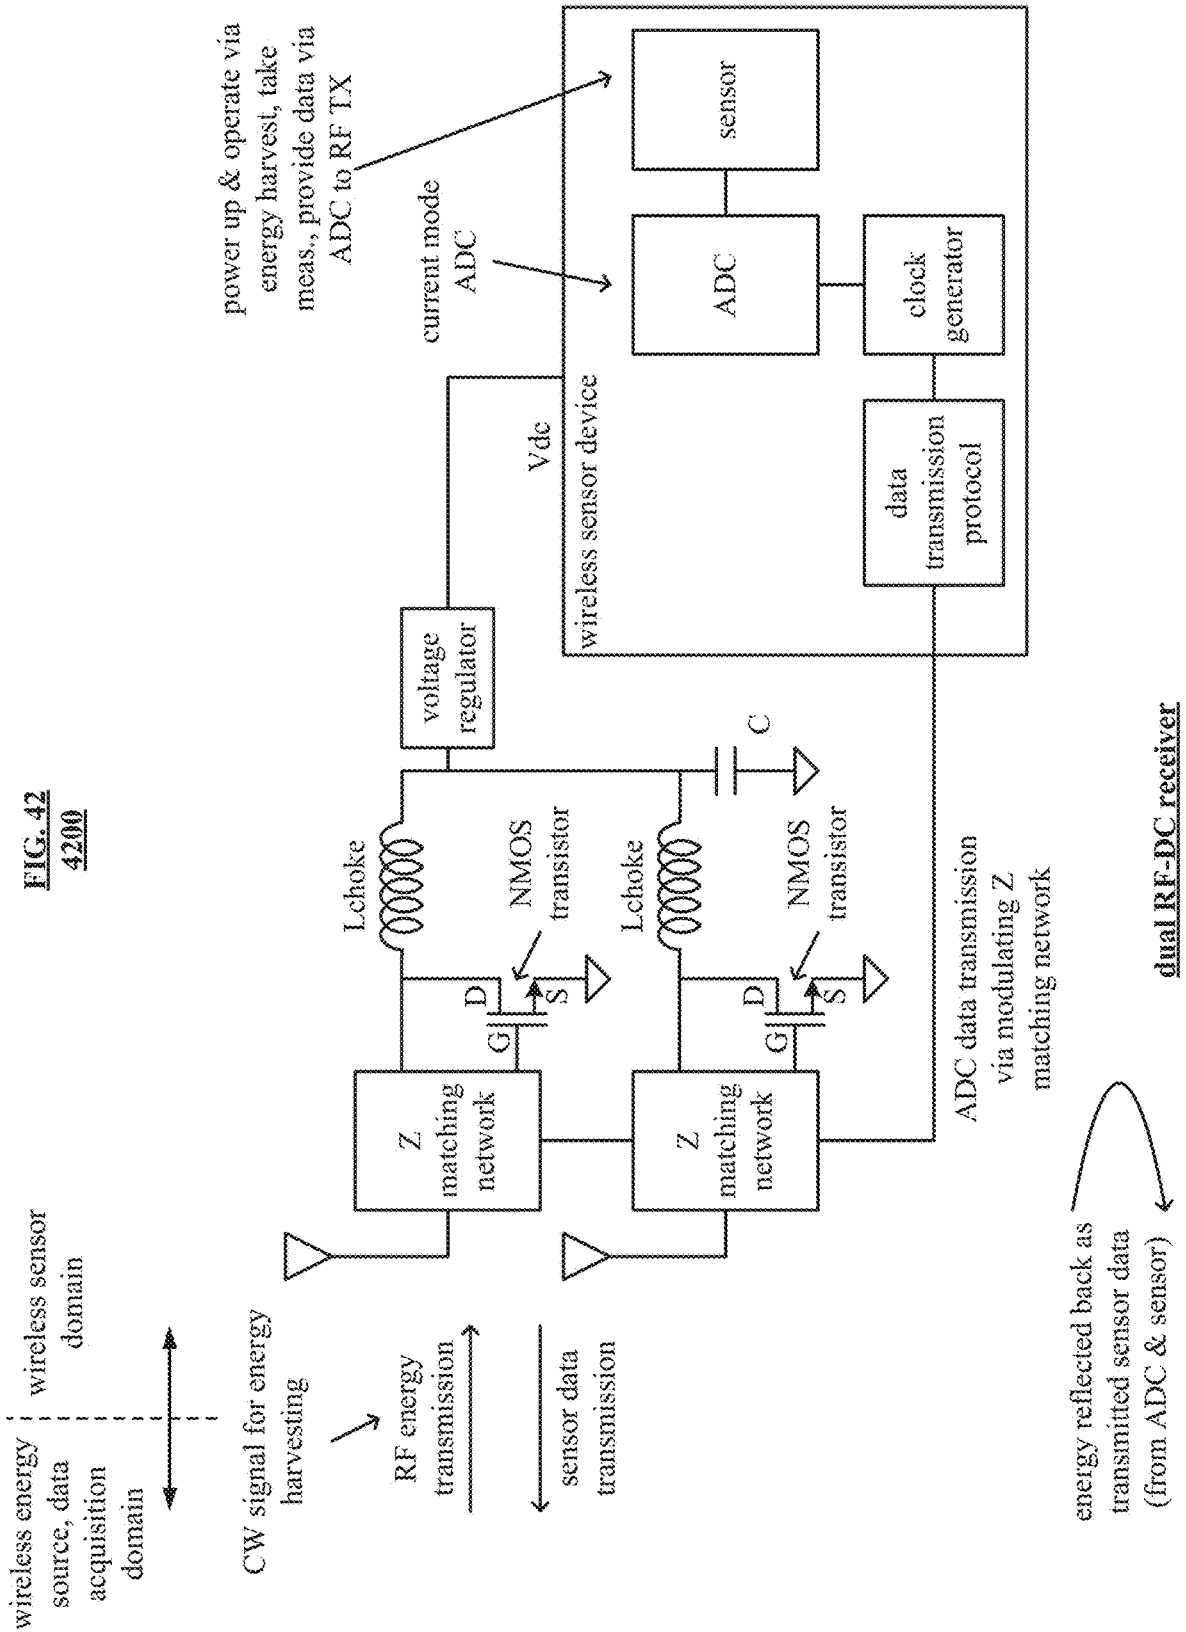 FIG. 42
4200
wireless energy
source, data
acquisition
domain
wireless sensor
domain
CW signal for energy
harvesting
RF energy
transmission
sensor data
transmission
Z
matching
network
G
D
S
NMOS
transistor
Lchoke
Z
matching
network
G
D
S
NMOS
transistor
Lchoke
C
voltage
regulator
Vdc
power up & operate via
energy harvest, take
meas., provide data via
ADC to RF TX
current mode
ADC
wireless sensor device
sensor
ADC
clock
generator
data
transmission
protocol
ADC data transmission
via modulating Z
matching network
energy reflected back as
transmitted sensor data
(from ADC & sensor)
dual RF-DC receiver